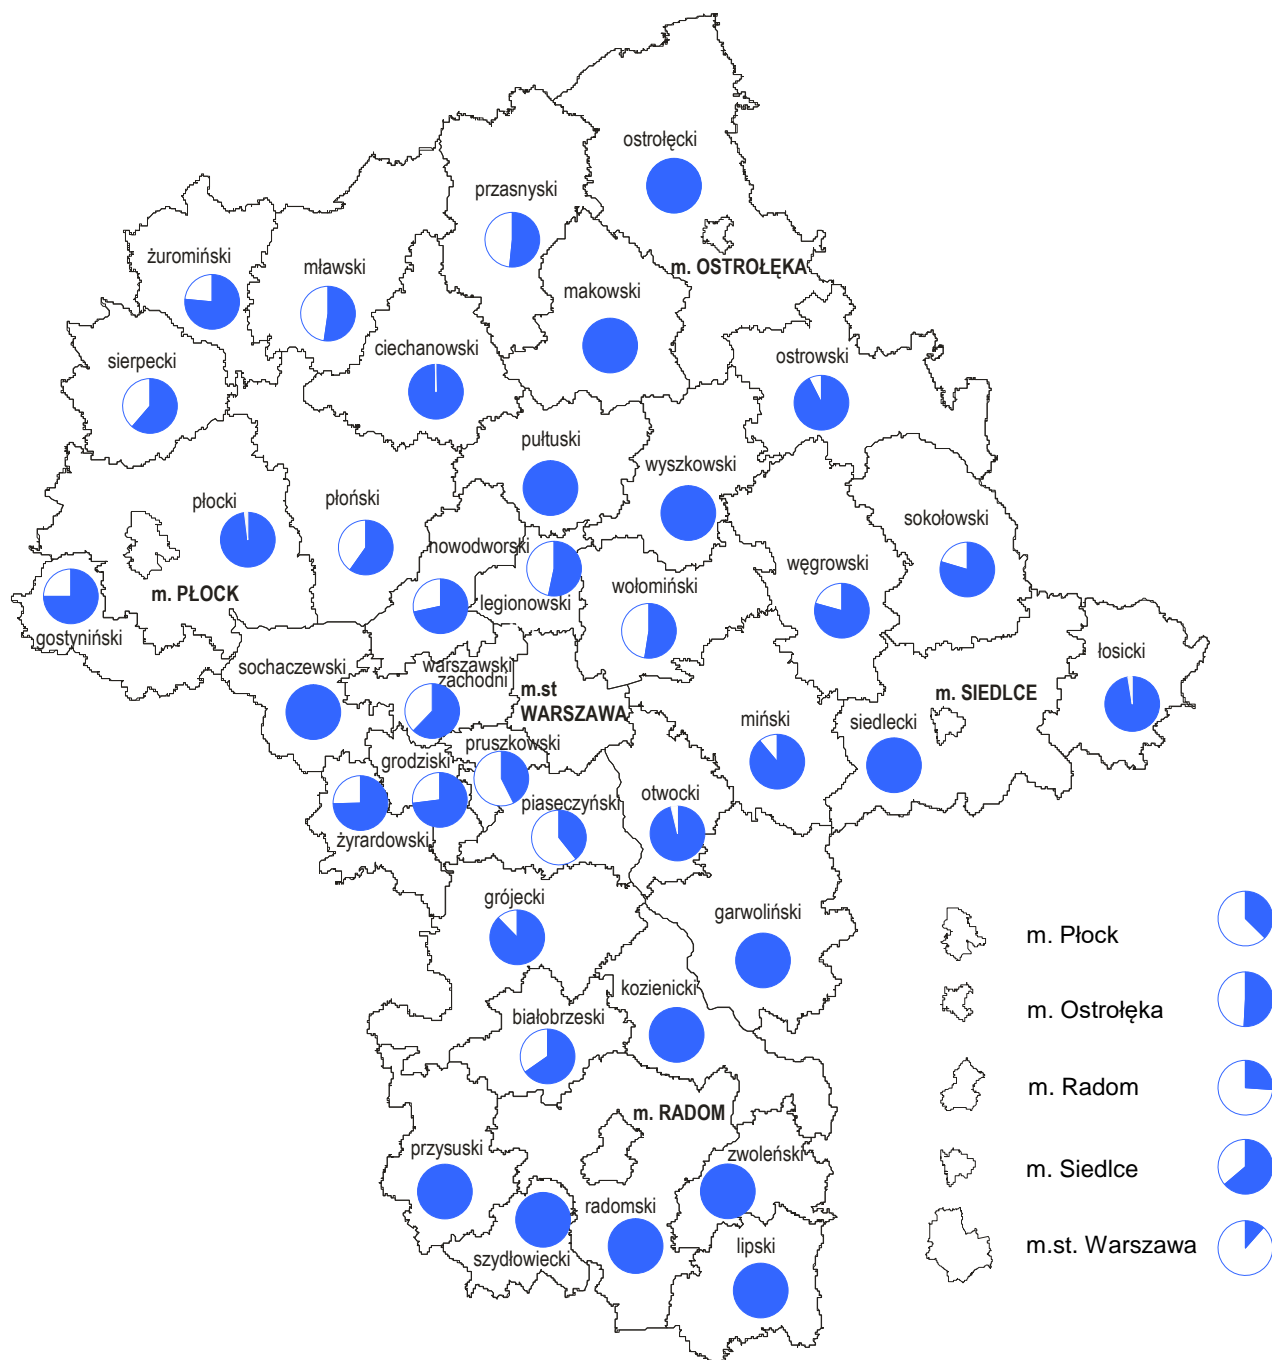 ostrołęcki
przasnyski
żuromiński
mławski
m. OSTROŁĘKA
makowski
ciechanowski
sierpecki
ostrowski
pułtuski
wyszkowski
płocki
płoński
sokołowski
nowodworski
węgrowski
wołomiński
m. PŁOCK
legionowski
gostyniński
sochaczewski
warszawski
zachodni
łosicki
m.st
WARSZAWA
m. SIEDLCE
miński
siedlecki
pruszkowski
grodziski
otwocki
piaseczyński
żyrardowski
grójecki
garwoliński
m. Płock
kozienicki
m. Ostrołęka
białobrzeski
m. Radom
m. RADOM
przysuski
zwoleński
m. Siedlce
radomski
szydłowiecki
lipski
m.st. Warszawa